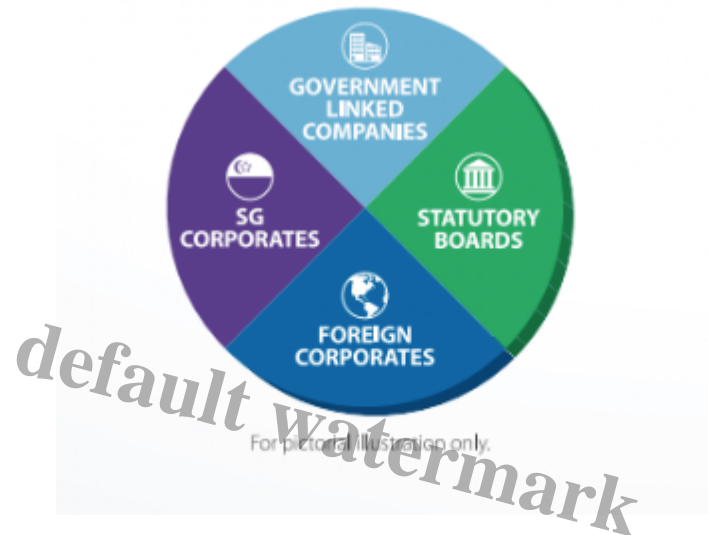 GOVERNMENT
LINKED
COMPANIES
SG
CORPORATES
STATUTORY
BOARDS
FOREIGN
CORPORATES
For pictorial illustration only.
default watermark